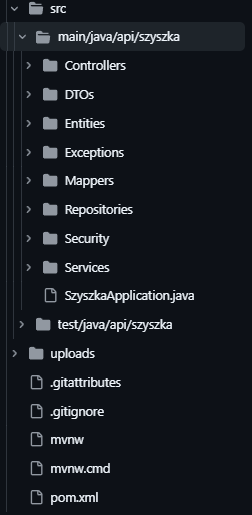 src
main/java/api/szyszka
Controllers
DTOs
Entities
Exceptions
Mappers
Repositories
Security
Services
SzyszkaApplication.java
test/java/api/szyszka
uploads
.gitattributes
.gitignore
mvnw
mvnw.cmd
pom.xml